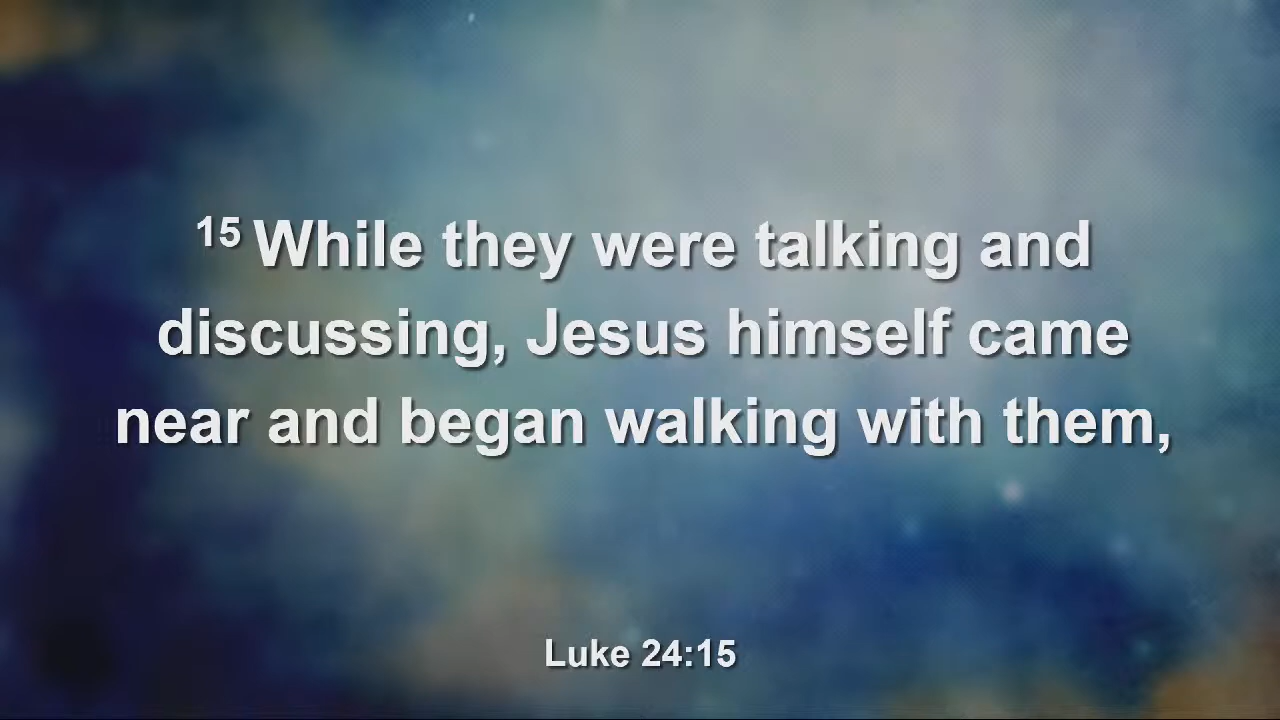 15 While they were talking and
discussing, Jesus himself came
near and began walking with them,
Luke 24:15